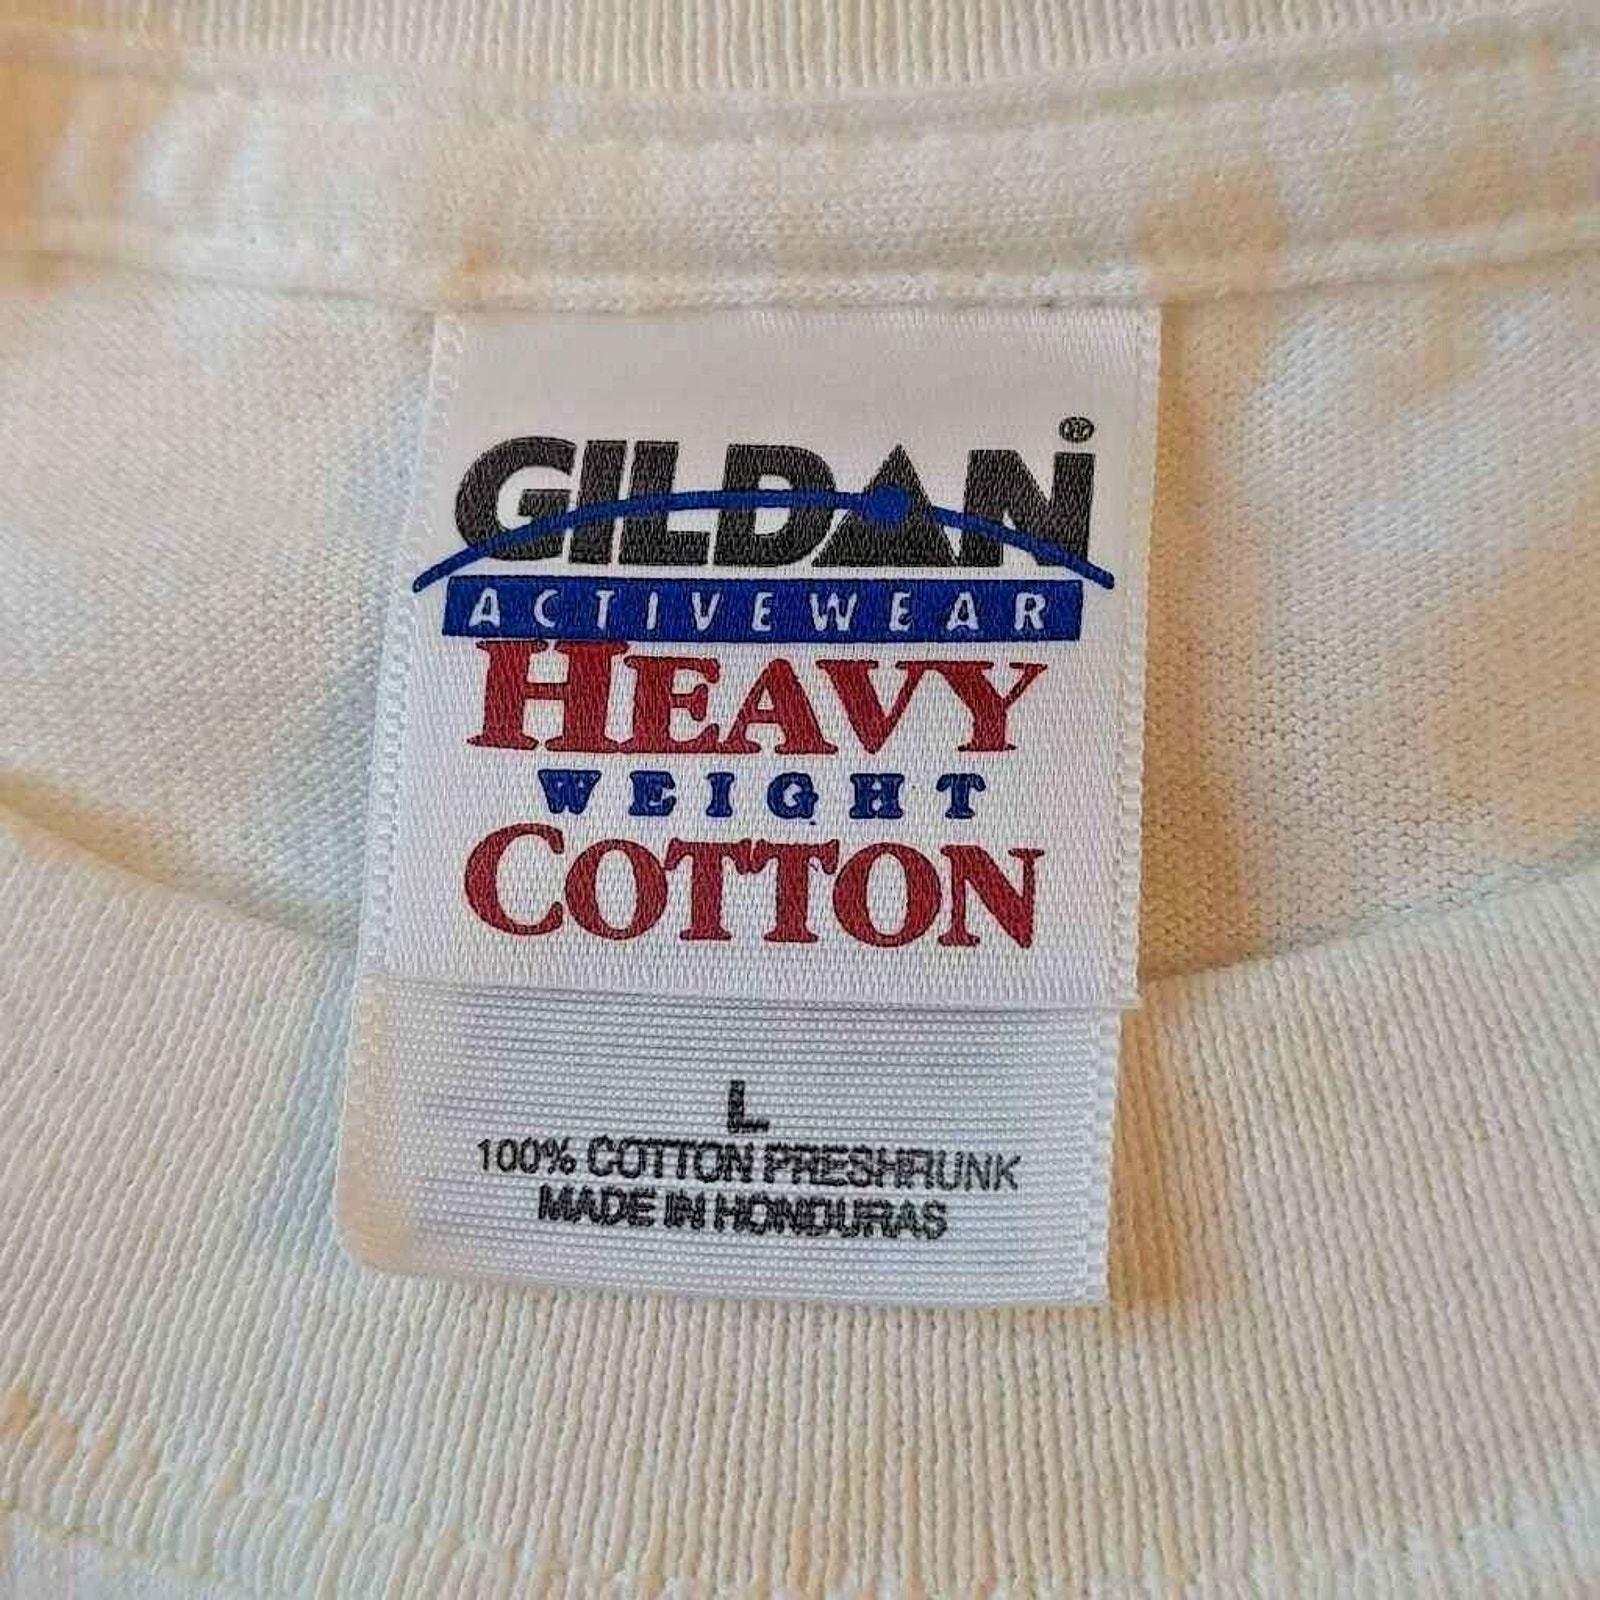 GILDAN®
ACTIVEWEAR
HEAVY
WEIGHT
COTTON
L
100% COTTON PRESHRUNK
MADE IN HONDURAS